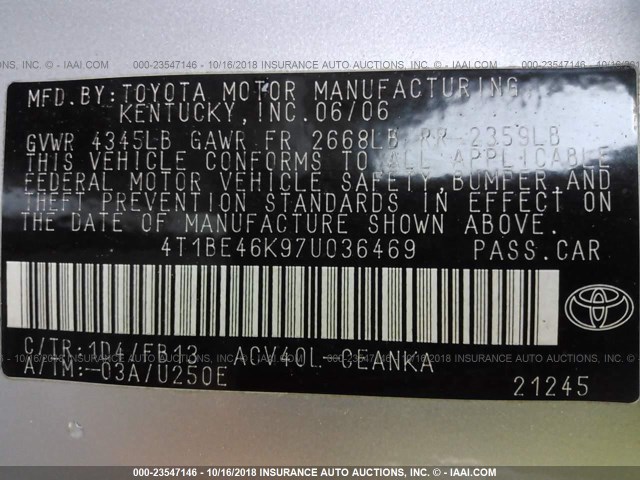 000-23547146 - 10/16/2018 INSURANCE AUTO AUCTIONS, INC. - IAAI.COM
MFD.BY:TOYOTA MOTOR MANUFACTURING
KENTUCKY,INC.06/06
GVWR 4345LB GAWR FR 2668LB RR 2359LB
THIS VEHICLE CONFORMS TO ALL APPLICABLE
FEDERAL MOTOR VEHICLE SAFETY,BUMPER,AND
THEFT PREVENTION STANDARDS IN EFFECT ON
THE DATE OF MANUFACTURE SHOWN ABOVE.
4T1BE46K97U036469 PASS.CAR
C/TR:1D4/FB13 ACV40L-CEANKA
A/TM:-03A/U250E
21245
000-23547146 - 10/16/2018 INSURANCE AUTO AUCTIONS, INC. - IAAI.COM